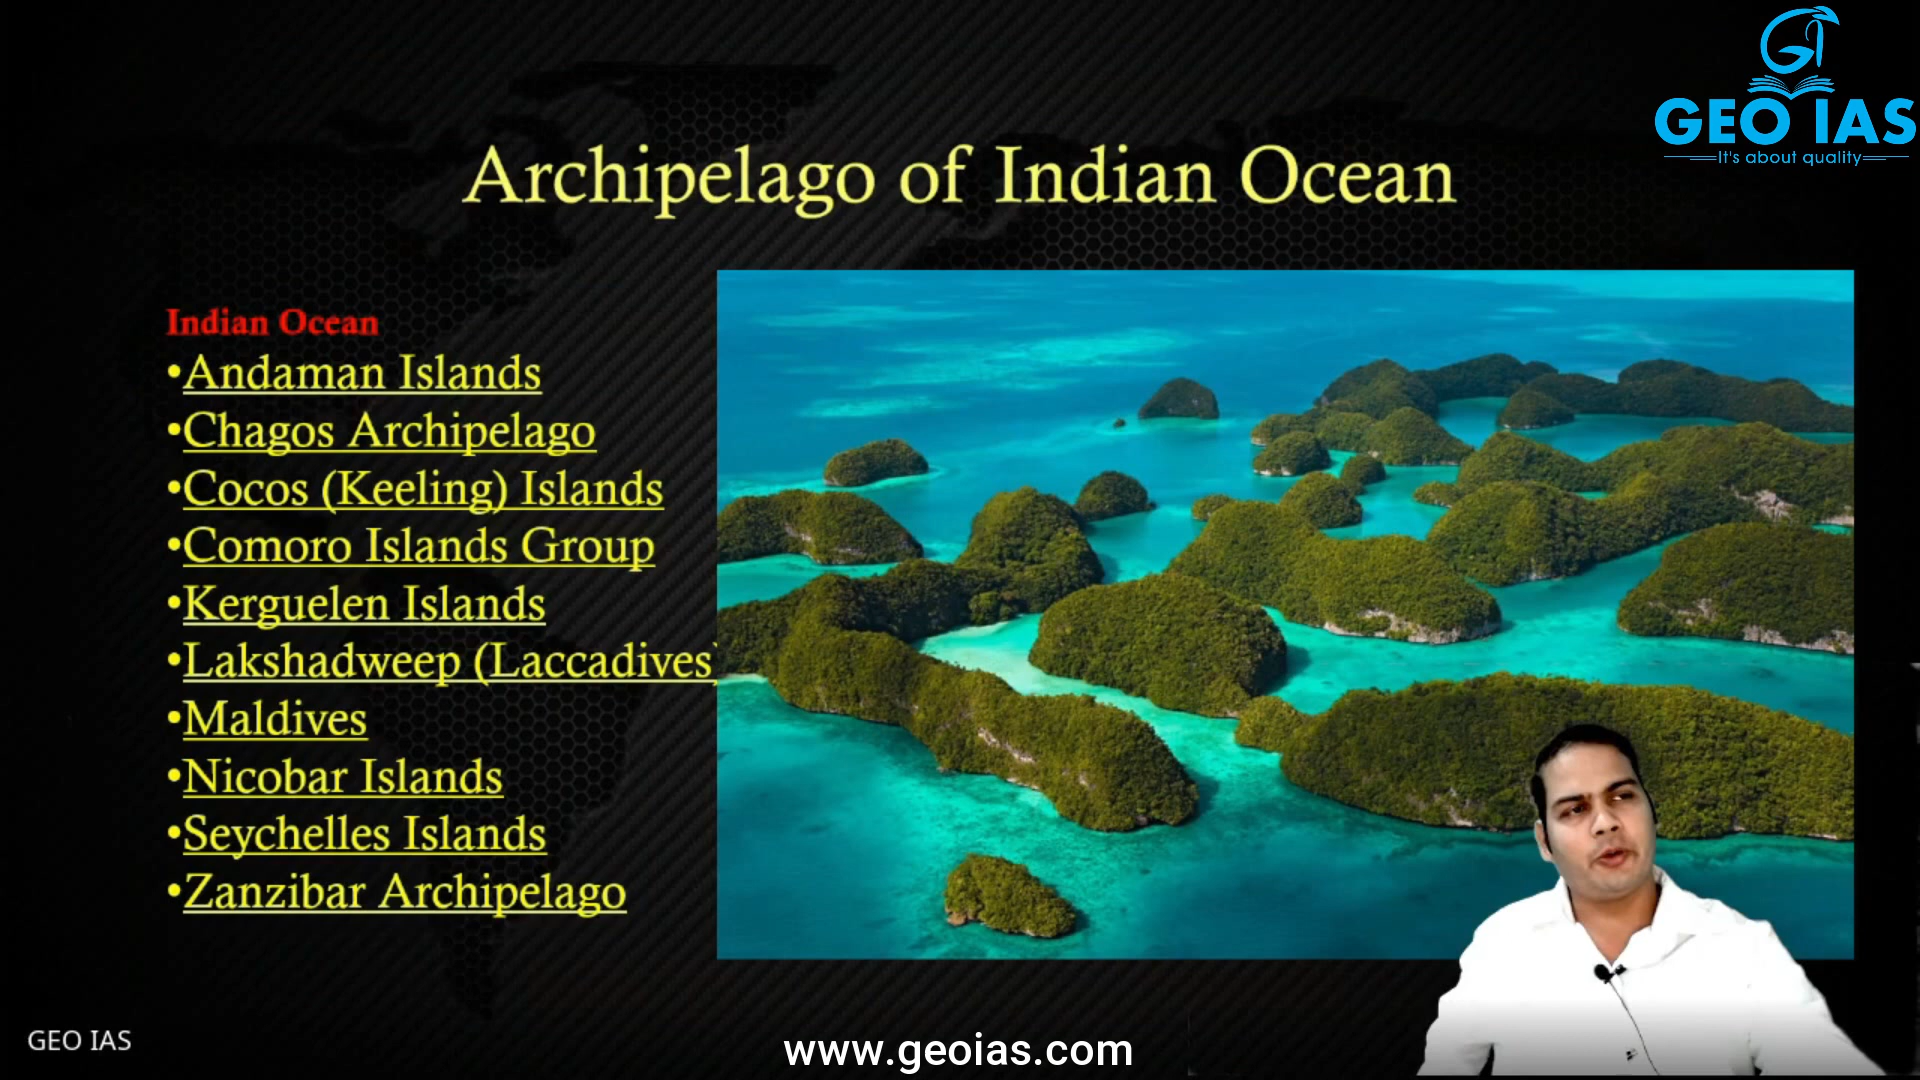 GEO IAS
It's about quality
Archipelago of Indian Ocean
Indian Ocean
•Andaman Islands
•Chagos Archipelago
•Cocos (Keeling) Islands
•Comoro Islands Group
•Kerguelen Islands
•Lakshadweep (Laccadives)
•Maldives
•Nicobar Islands
•Seychelles Islands
•Zanzibar Archipelago
GEO IAS
www.geoias.com